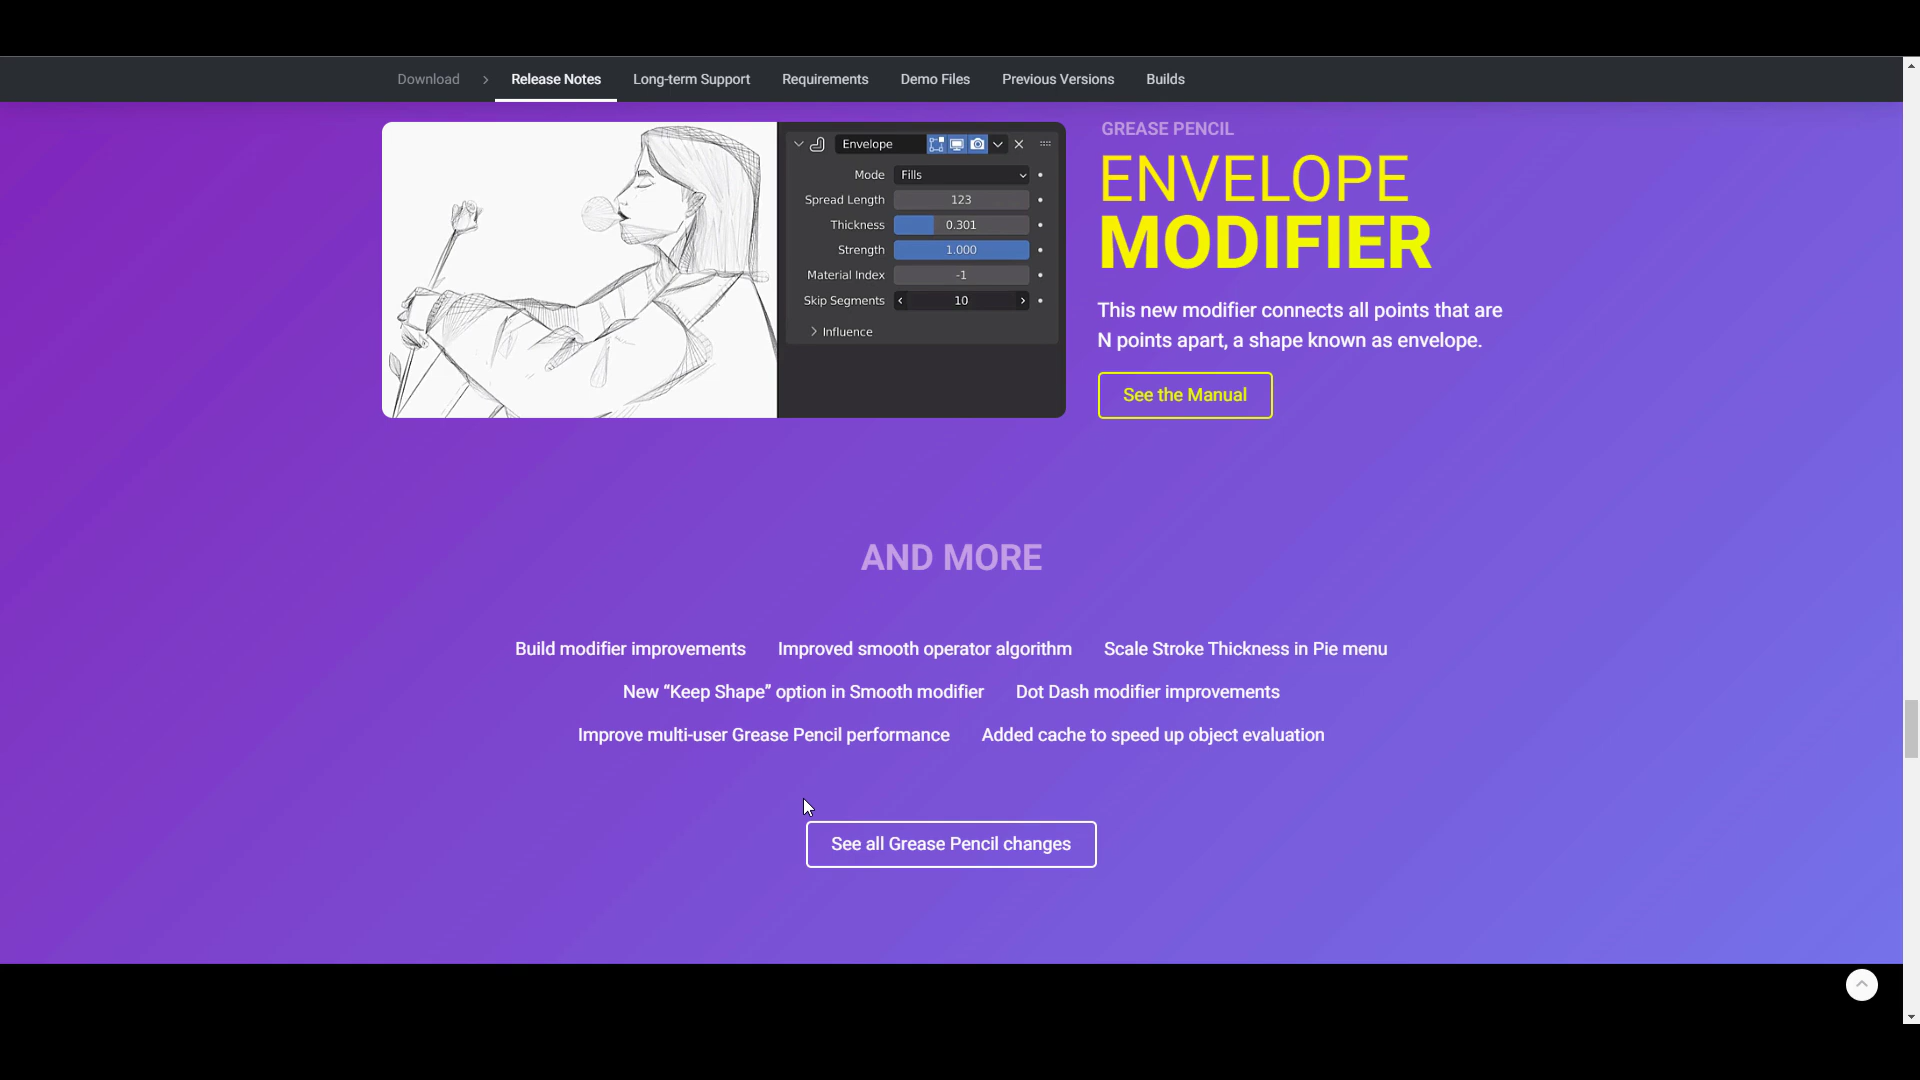 Download > Release Notes Long-term Support Requirements Demo Files Previous Versions Builds
Envelope
Mode Fills
Spread Length 123
Thickness 0.301
Strength 1.000
Material Index -1
Skip Segments 10
Influence
GREASE PENCIL
ENVELOPE
MODIFIER
This new modifier connects all points that are
N points apart, a shape known as envelope.
See the Manual
AND MORE
Build modifier improvements Improved smooth operator algorithm Scale Stroke Thickness in Pie menu
New “Keep Shape” option in Smooth modifier Dot Dash modifier improvements
Improve multi-user Grease Pencil performance Added cache to speed up object evaluation
See all Grease Pencil changes